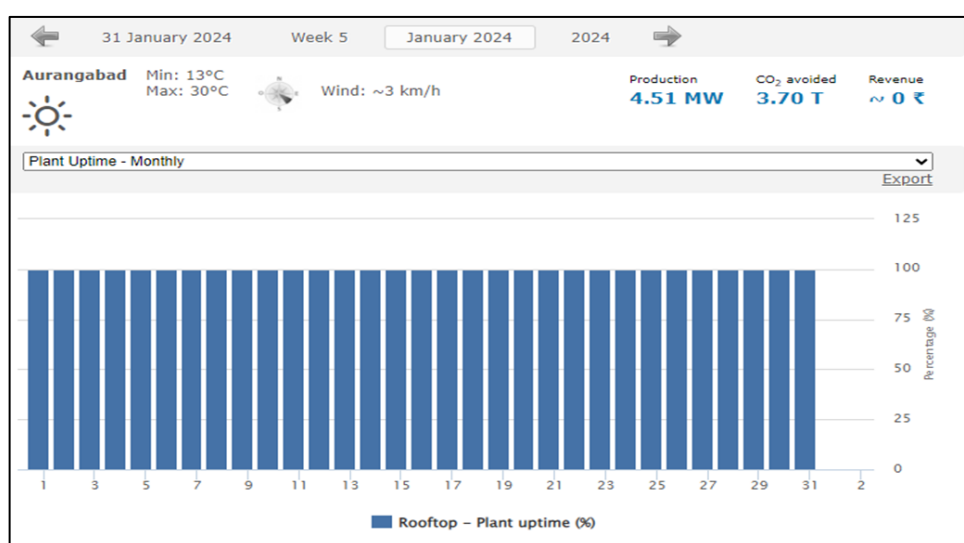 31 January 2024 Week 5 January 2024 2024
Aurangabad Min: 13°C
Max: 30°C
Wind: ~3 km/h
Production CO₂ avoided Revenue
4.51 MW 3.70 T ~ 0 ₹
Plant Uptime - Monthly
Export
125
100
75
50
25
0
Percentage (%)
1 3 5 7 9 11 13 15 17 19 21 23 25 27 29 31 2
Rooftop - Plant uptime (%)